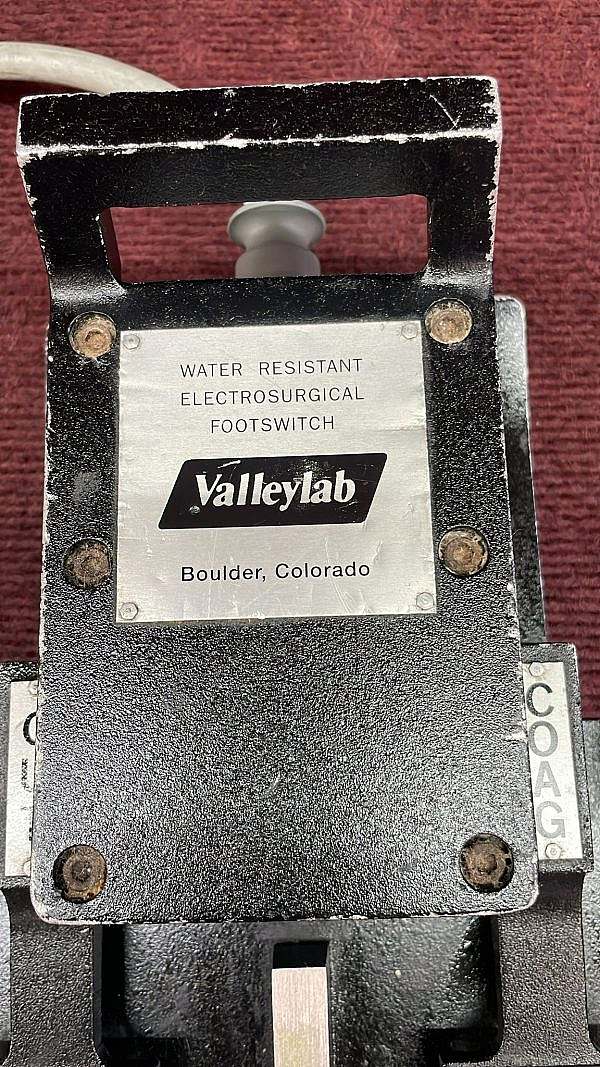 WATER RESISTANT
ELECTROSURGICAL
FOOTSWITCH
Valleylab
Boulder, Colorado
COAG